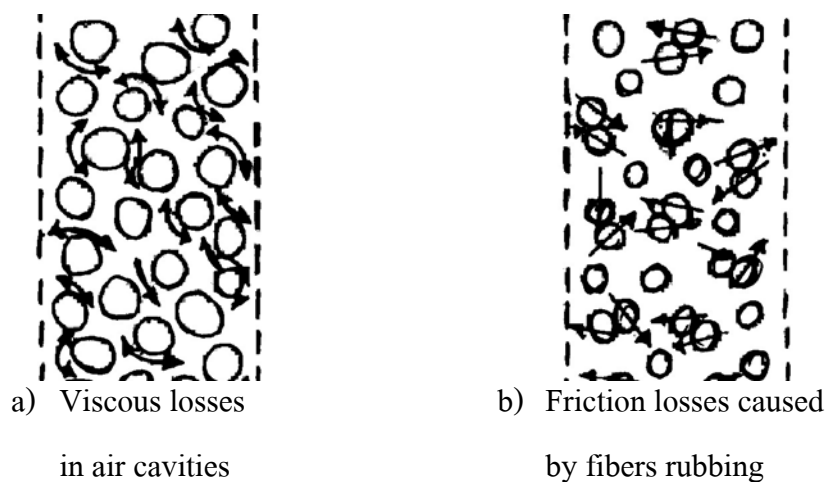 a) Viscous losses
in air cavities
b) Friction losses caused
by fibers rubbing